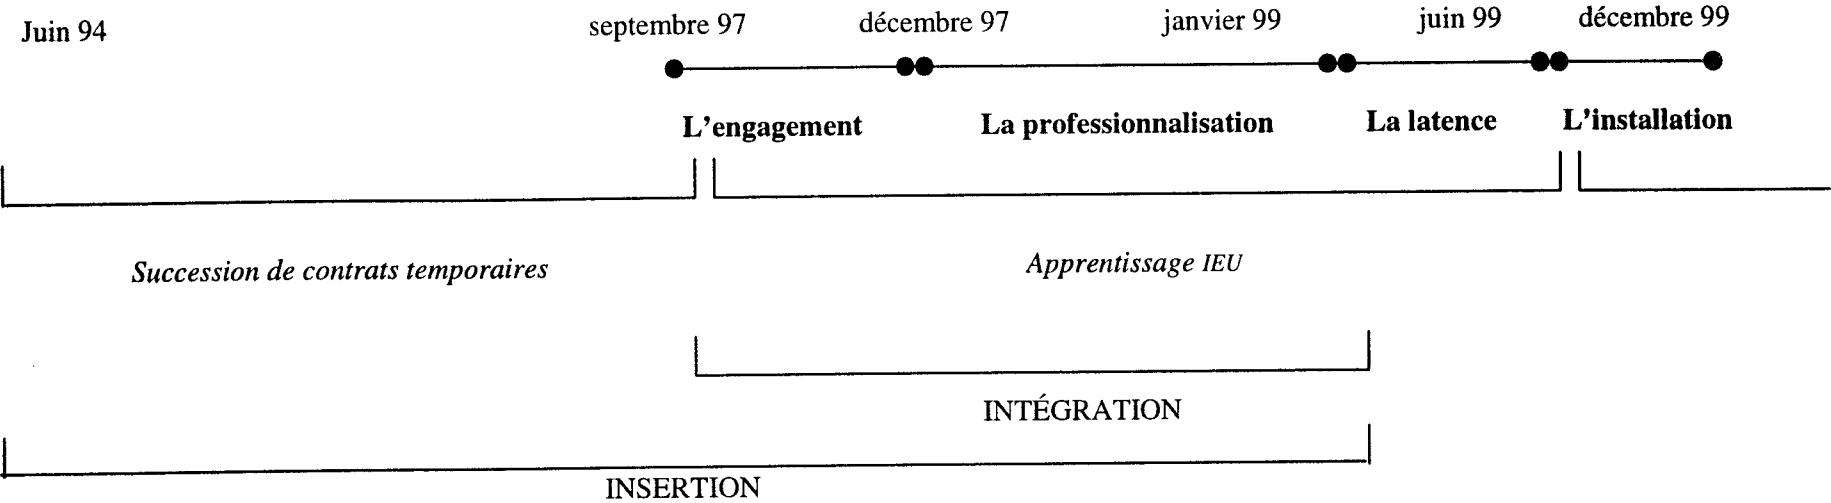 Juin 94 septembre 97 décembre 97 janvier 99 juin 99 décembre 99
L'engagement La professionnalisation La latence L'installation
Succession de contrats temporaires Apprentissage IEU
INTÉGRATION
INSERTION